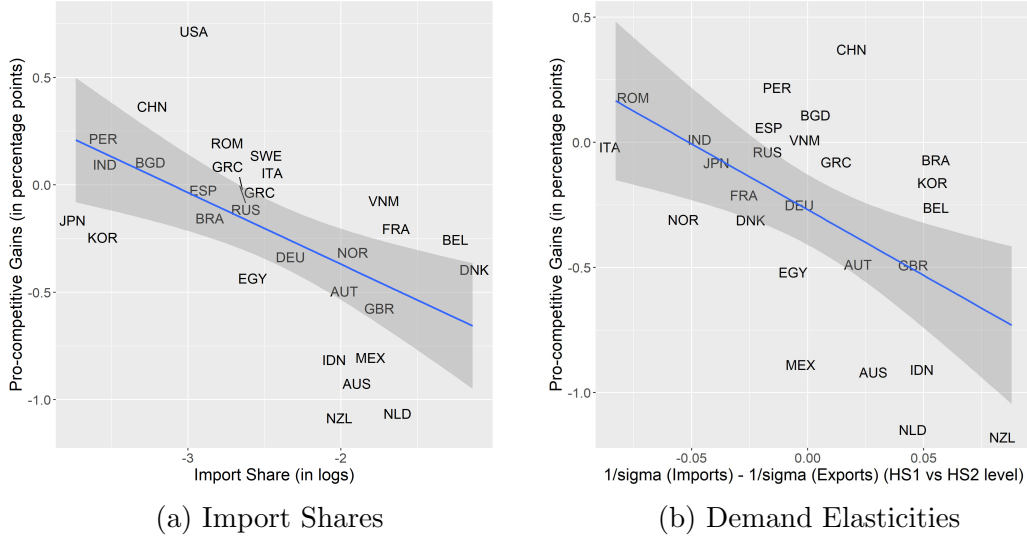 Pro-competitive Gains (in percentage points)
0.5
0.0
-0.5
-1.0
USA
CHN
PER
IND
BGD
ROM
GRC
SWE
ITA
ESP
GRC
RUS
BRA
JPN
KOR
VNM
FRA
BEL
DNK
DEU
NOR
EGY
AUT
GBR
IDN
MEX
AUS
NZL
NLD
-3
-2
Import Share (in logs)
(a) Import Shares
Pro-competitive Gains (in percentage points)
0.5
0.0
-0.5
-1.0
CHN
PER
ROM
BGD
ESP
IND
VNM
ITA
RUS
JPN
GRC
BRA
KOR
FRA
DEU
BEL
NOR
DNK
EGY
AUT
GBR
MEX
AUS
IDN
NLD
NZL
-0.05
0.00
0.05
1/sigma (Imports) - 1/sigma (Exports) (HS1 vs HS2 level)
(b) Demand Elasticities